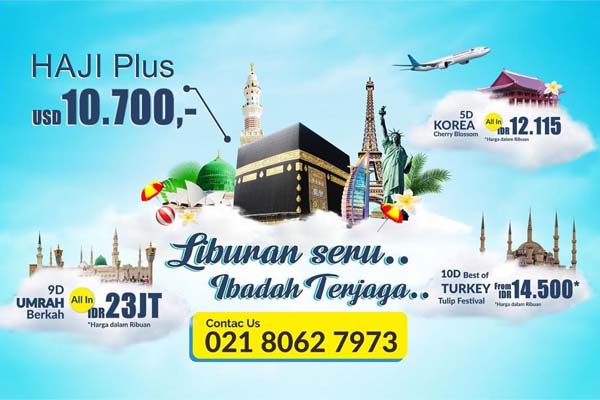 HAJI Plus
USD 10.700,-
5D
KOREA
Cherry Blossom
All In
IDR 12.115
*Harga dalam Ribuan
9D
UMRAH
Berkah
All In
IDR 23JT
*Harga dalam Ribuan
Liburan seru..
Ibadah Terjaga..
10D Best of
TURKEY
Tulip Festival
From
IDR 14.500*
*Harga dalam Ribuan
Contac Us
021 8062 7973